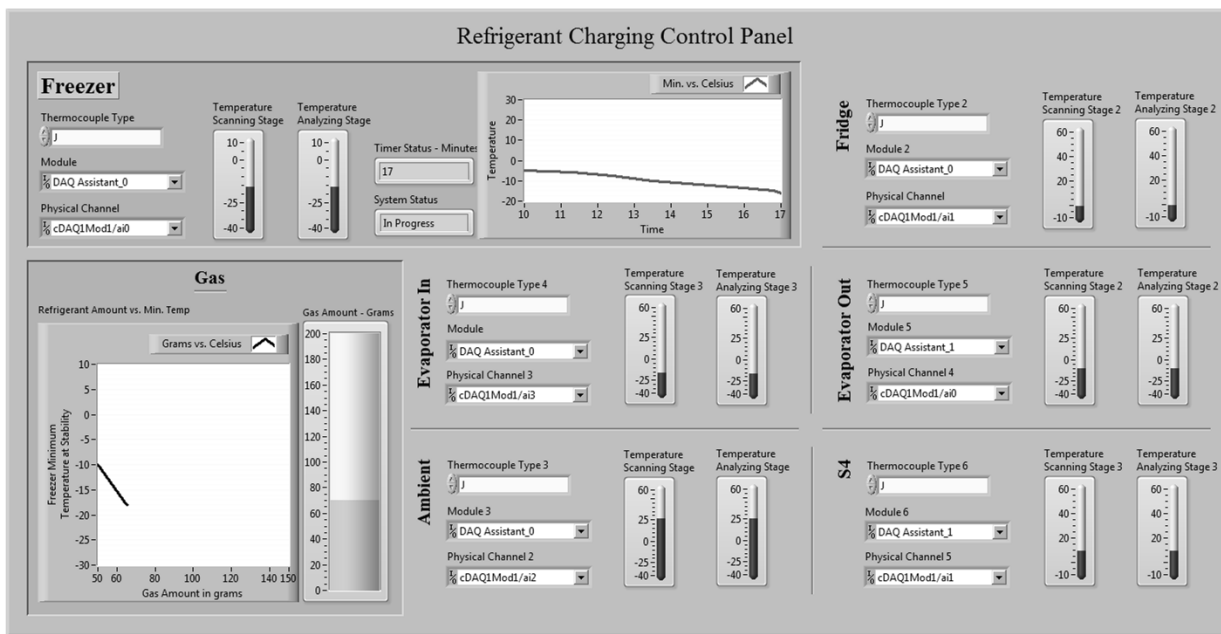 Refrigerant Charging Control Panel
Freezer
Thermocouple Type
J
Module
DAQ Assistant_0
Physical Channel
cDAQ1Mod1/ai0
Temperature
Scanning Stage
10
0
-25
-40
Temperature
Analyzing Stage
10
0
-25
-40
Timer Status - Minutes
17
System Status
In Progress
Min. vs. Celsius
Temperature
30
20
10
0
-10
-20
10 11 12 13 14 15 16 17
Time
Fridge
Thermocouple Type 2
J
Module 2
DAQ Assistant_0
Physical Channel
cDAQ1Mod1/ai1
Temperature
Scanning Stage 2
60
40
20
-10
Temperature
Analyzing Stage 2
60
40
20
-10
Gas
Refrigerant Amount vs. Min. Temp
Grams vs. Celsius
Freezer Minimum
Temperature at Stability
10
5
0
-5
-10
-15
-20
-25
-30
50 60 80 100 120 140 150
Gas Amount in grams
Gas Amount - Grams
200
180
160
140
120
100
80
60
40
20
0
Evaporator In
Thermocouple Type 4
J
Module
DAQ Assistant_0
Physical Channel 3
cDAQ1Mod1/ai3
Temperature
Scanning Stage 3
60
25
0
-25
-40
Temperature
Analyzing Stage 3
60
25
0
-25
-40
Evaporator Out
Thermocouple Type 5
J
Module 5
DAQ Assistant_1
Physical Channel 4
cDAQ1Mod1/ai0
Temperature
Scanning Stage 2
60
25
0
-25
-40
Temperature
Analyzing Stage 2
60
25
0
-25
-40
Ambient
Thermocouple Type 3
J
Module 3
DAQ Assistant_0
Physical Channel 2
cDAQ1Mod1/ai2
Temperature
Scanning Stage
60
25
0
-25
-40
Temperature
Analyzing Stage
60
25
0
-25
-40
S4
Thermocouple Type 6
J
Module 6
DAQ Assistant_1
Physical Channel 5
cDAQ1Mod1/ai1
Temperature
Scanning Stage 3
60
40
20
-10
Temperature
Analyzing Stage 3
60
40
20
-10